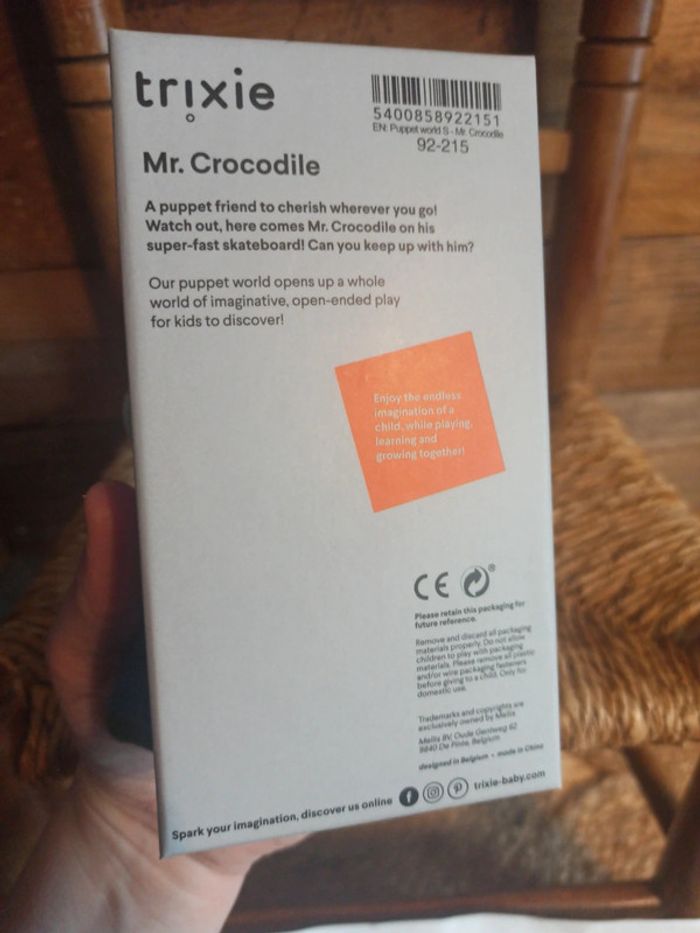 trixie
5400858922151
EN: Puppet world S - Mr. Crocodile
92-215
Mr. Crocodile
A puppet friend to cherish wherever you go!
Watch out, here comes Mr. Crocodile on his
super-fast skateboard! Can you keep up with him?
Our puppet world opens up a whole
world of imaginative, open-ended play
for kids to discover!
Enjoy the endless
imagination of a
child, while playing,
learning and
growing together!
CE
Please retain this packaging for
future reference.
Remove and discard all packaging
materials properly. Do not allow
children to play with packaging
materials. Please remove all plastic
and/or wire packaging fasteners
before giving to a child. Only for
domestic use.
Trademarks and copyrights are
exclusively owned by Mellis
Mellis BV, Oude Gentweg 62
9840 De Pinte, Belgium
designed in Belgium - made in China
Spark your imagination, discover us online trixie-baby.com